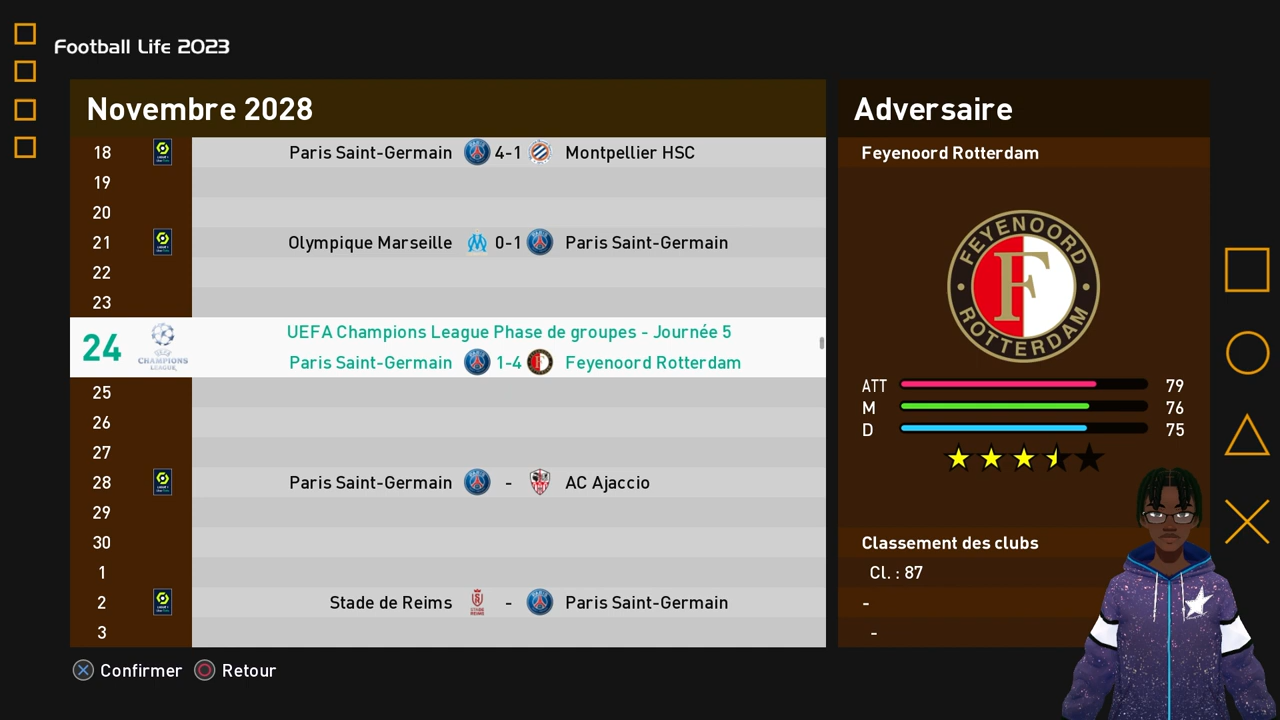 Football Life 2023
Novembre 2028
18 Paris Saint-Germain 4-1 Montpellier HSC
19
20
21 Olympique Marseille 0-1 Paris Saint-Germain
22
23
24 CHAMPIONS LEAGUE UEFA Champions League Phase de groupes - Journée 5
Paris Saint-Germain 1-4 Feyenoord Rotterdam
25
26
27
28 Paris Saint-Germain - AC Ajaccio
29
30
1
2 Stade de Reims - Paris Saint-Germain
3
Confirmer Retour
Adversaire
Feyenoord Rotterdam
FEYENOORD
F
ROTTERDAM
ATT 79
M 76
D 75
Classement des clubs
Cl. : 87
-
-